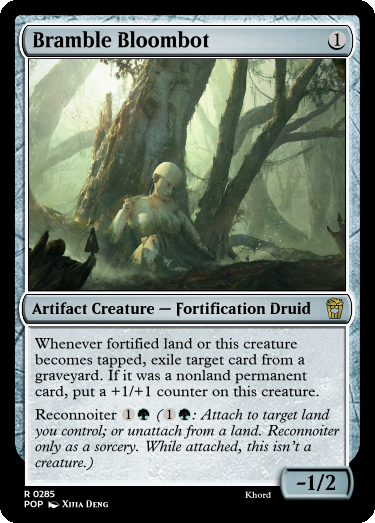 Bramble Bloombot 1
Artifact Creature — Fortification Druid
Whenever fortified land or this creature
becomes tapped, exile target card from a
graveyard. If it was a nonland permanent
card, put a +1/+1 counter on this creature.
Reconnoiter 1 ( 1 : Attach to target land
you control; or unattach from a land. Reconnoiter
only as a sorcery. While attached, this isn't a
creature.)
-1/2
R 0285
POP Xijia Deng
Khord